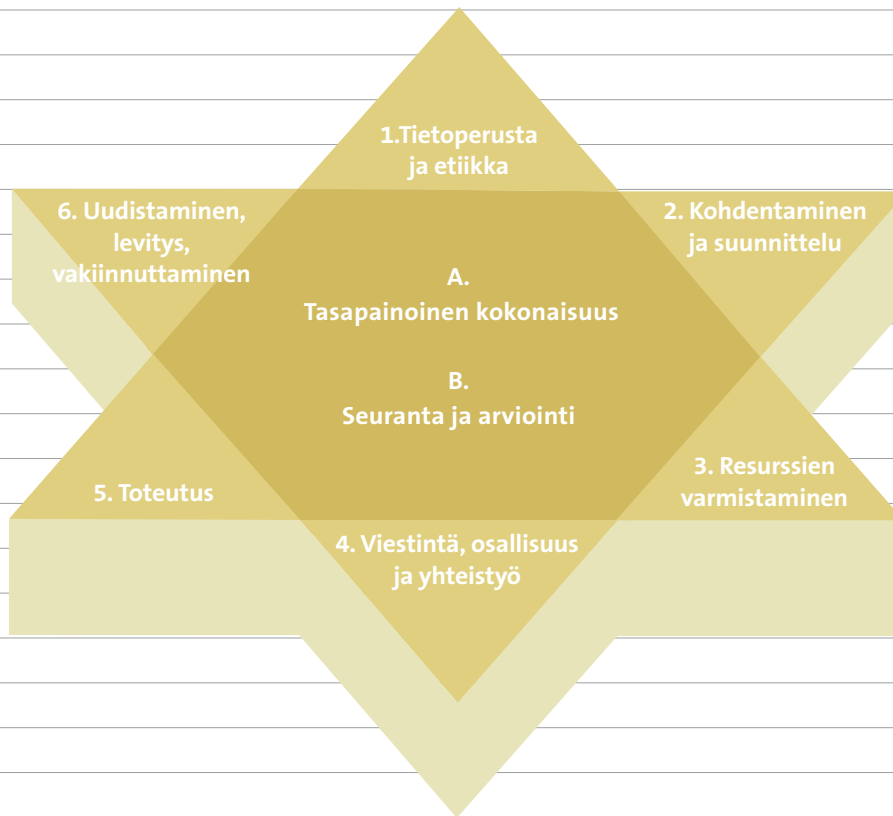 1.Tietoperusta
ja etiikka
2. Kohdentaminen
ja suunnittelu
3. Resurssien
varmistaminen
4. Viestintä, osallisuus
ja yhteistyö
5. Toteutus
6. Uudistaminen,
levitys,
vakiinnuttaminen
A.
Tasapainoinen kokonaisuus
B.
Seuranta ja arviointi